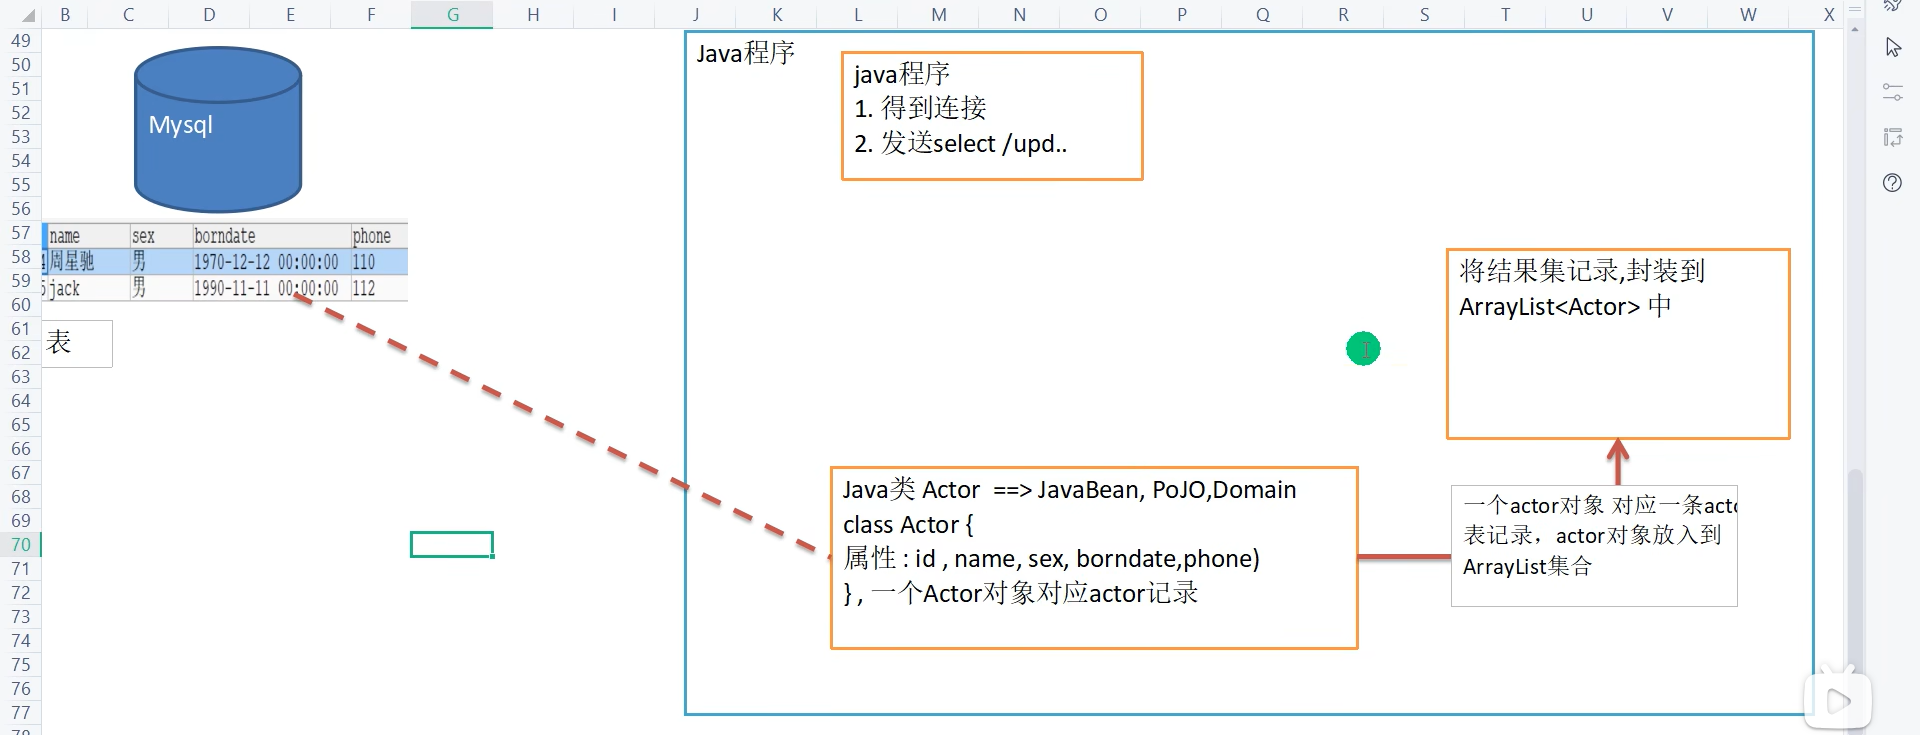 B C D E F G H I J K L M N O P Q R S T U V W X
49
50
51
52
53
54
55
56
57
58
59
60
61
62
63
64
65
66
67
68
69
70
71
72
73
74
75
76
77
78
Mysql
name sex borndate phone
4 周星驰 男 1970-12-12 00:00:00 110
5 jack 男 1990-11-11 00:00:00 112
表
Java程序
java程序
1. 得到连接
2. 发送select /upd..
将结果集记录,封装到
ArrayList<Actor> 中
Java类 Actor ==> JavaBean, PoJO,Domain
class Actor {
属性 : id , name, sex, borndate,phone)
} , 一个Actor对象对应actor记录
一个actor对象 对应一条acto
表记录，actor对象放入到
ArrayList集合